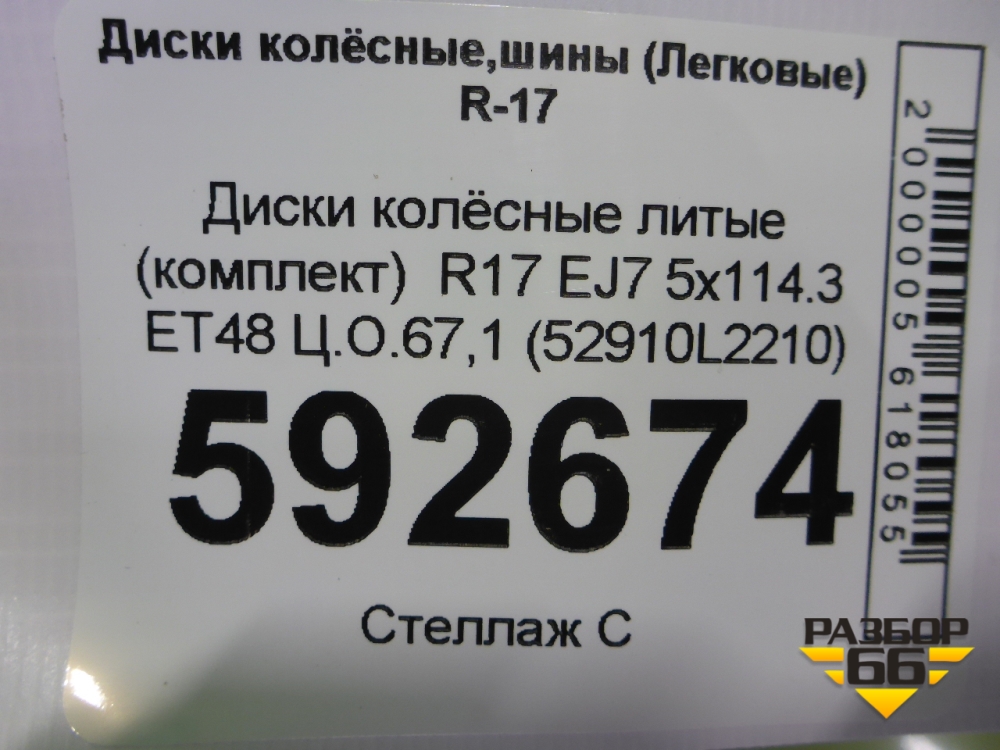 Диски колёсные,шины (Легковые)
R-17
Диски колёсные литые
(комплект) R17 EJ7 5x114.3
ET48 Ц.О.67,1 (52910L2210)
592674
Стеллаж С
2000005618055
РАЗБОР
66